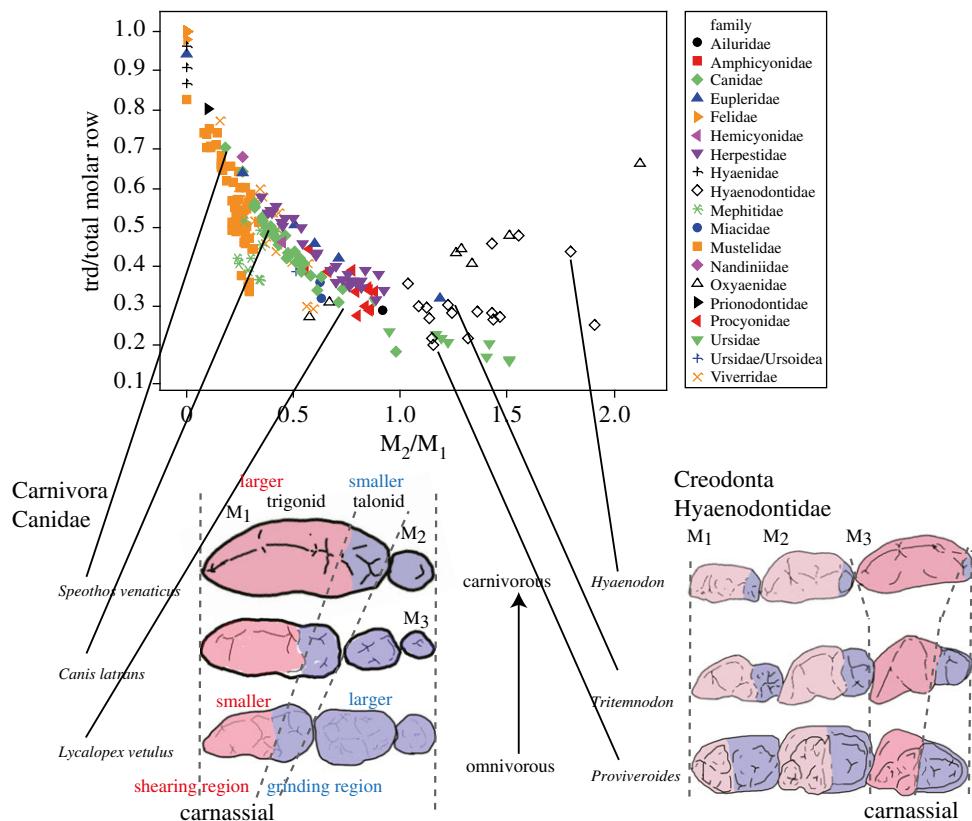 trd/total molar row
1.0
0.9
0.8
0.7
0.6
0.5
0.4
0.3
0.2
0.1
0
0.5
1.0
1.5
2.0
M2/M1
family
Ailuridae
Amphicyonidae
Canidae
Eupleridae
Felidae
Hemicyonidae
Herpestidae
Hyaenidae
Hyaenodontidae
Mephitidae
Miacidae
Mustelidae
Nandiniidae
Oxyaenidae
Prionodontidae
Procyonidae
Ursidae
Ursidae/Ursoidea
Viverridae
Carnivora
Canidae
larger
smaller
trigonid
talonid
M1
M2
Speothos venaticus
M3
Canis latrans
smaller
larger
Lycalopex vetulus
shearing region
grinding region
carnassial
carnivorous
omnivorous
Creodonta
Hyaenodontidae
M1
M2
M3
Hyaenodon
Tritemnodon
Proviveroides
carnassial